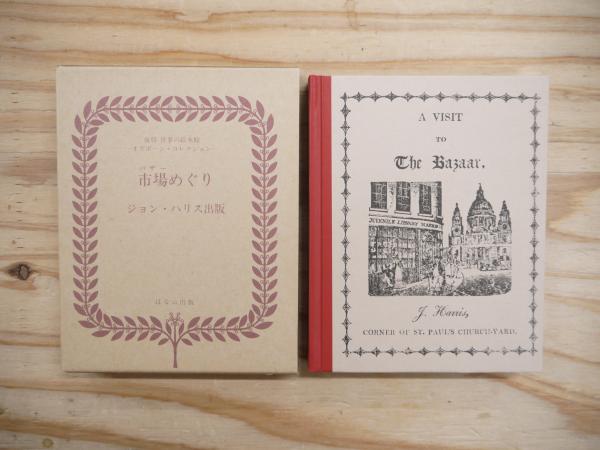 復刻 世界の絵本館
オズボーン・コレクション
バザー
市場めぐり
ジョン・ハリス出版
ほるぷ出版
A VISIT
TO
The Bazaar.
JUVENILE LIBRARY HARRIS
J. Harris,
CORNER OF ST. PAUL'S CHURCH-YARD.